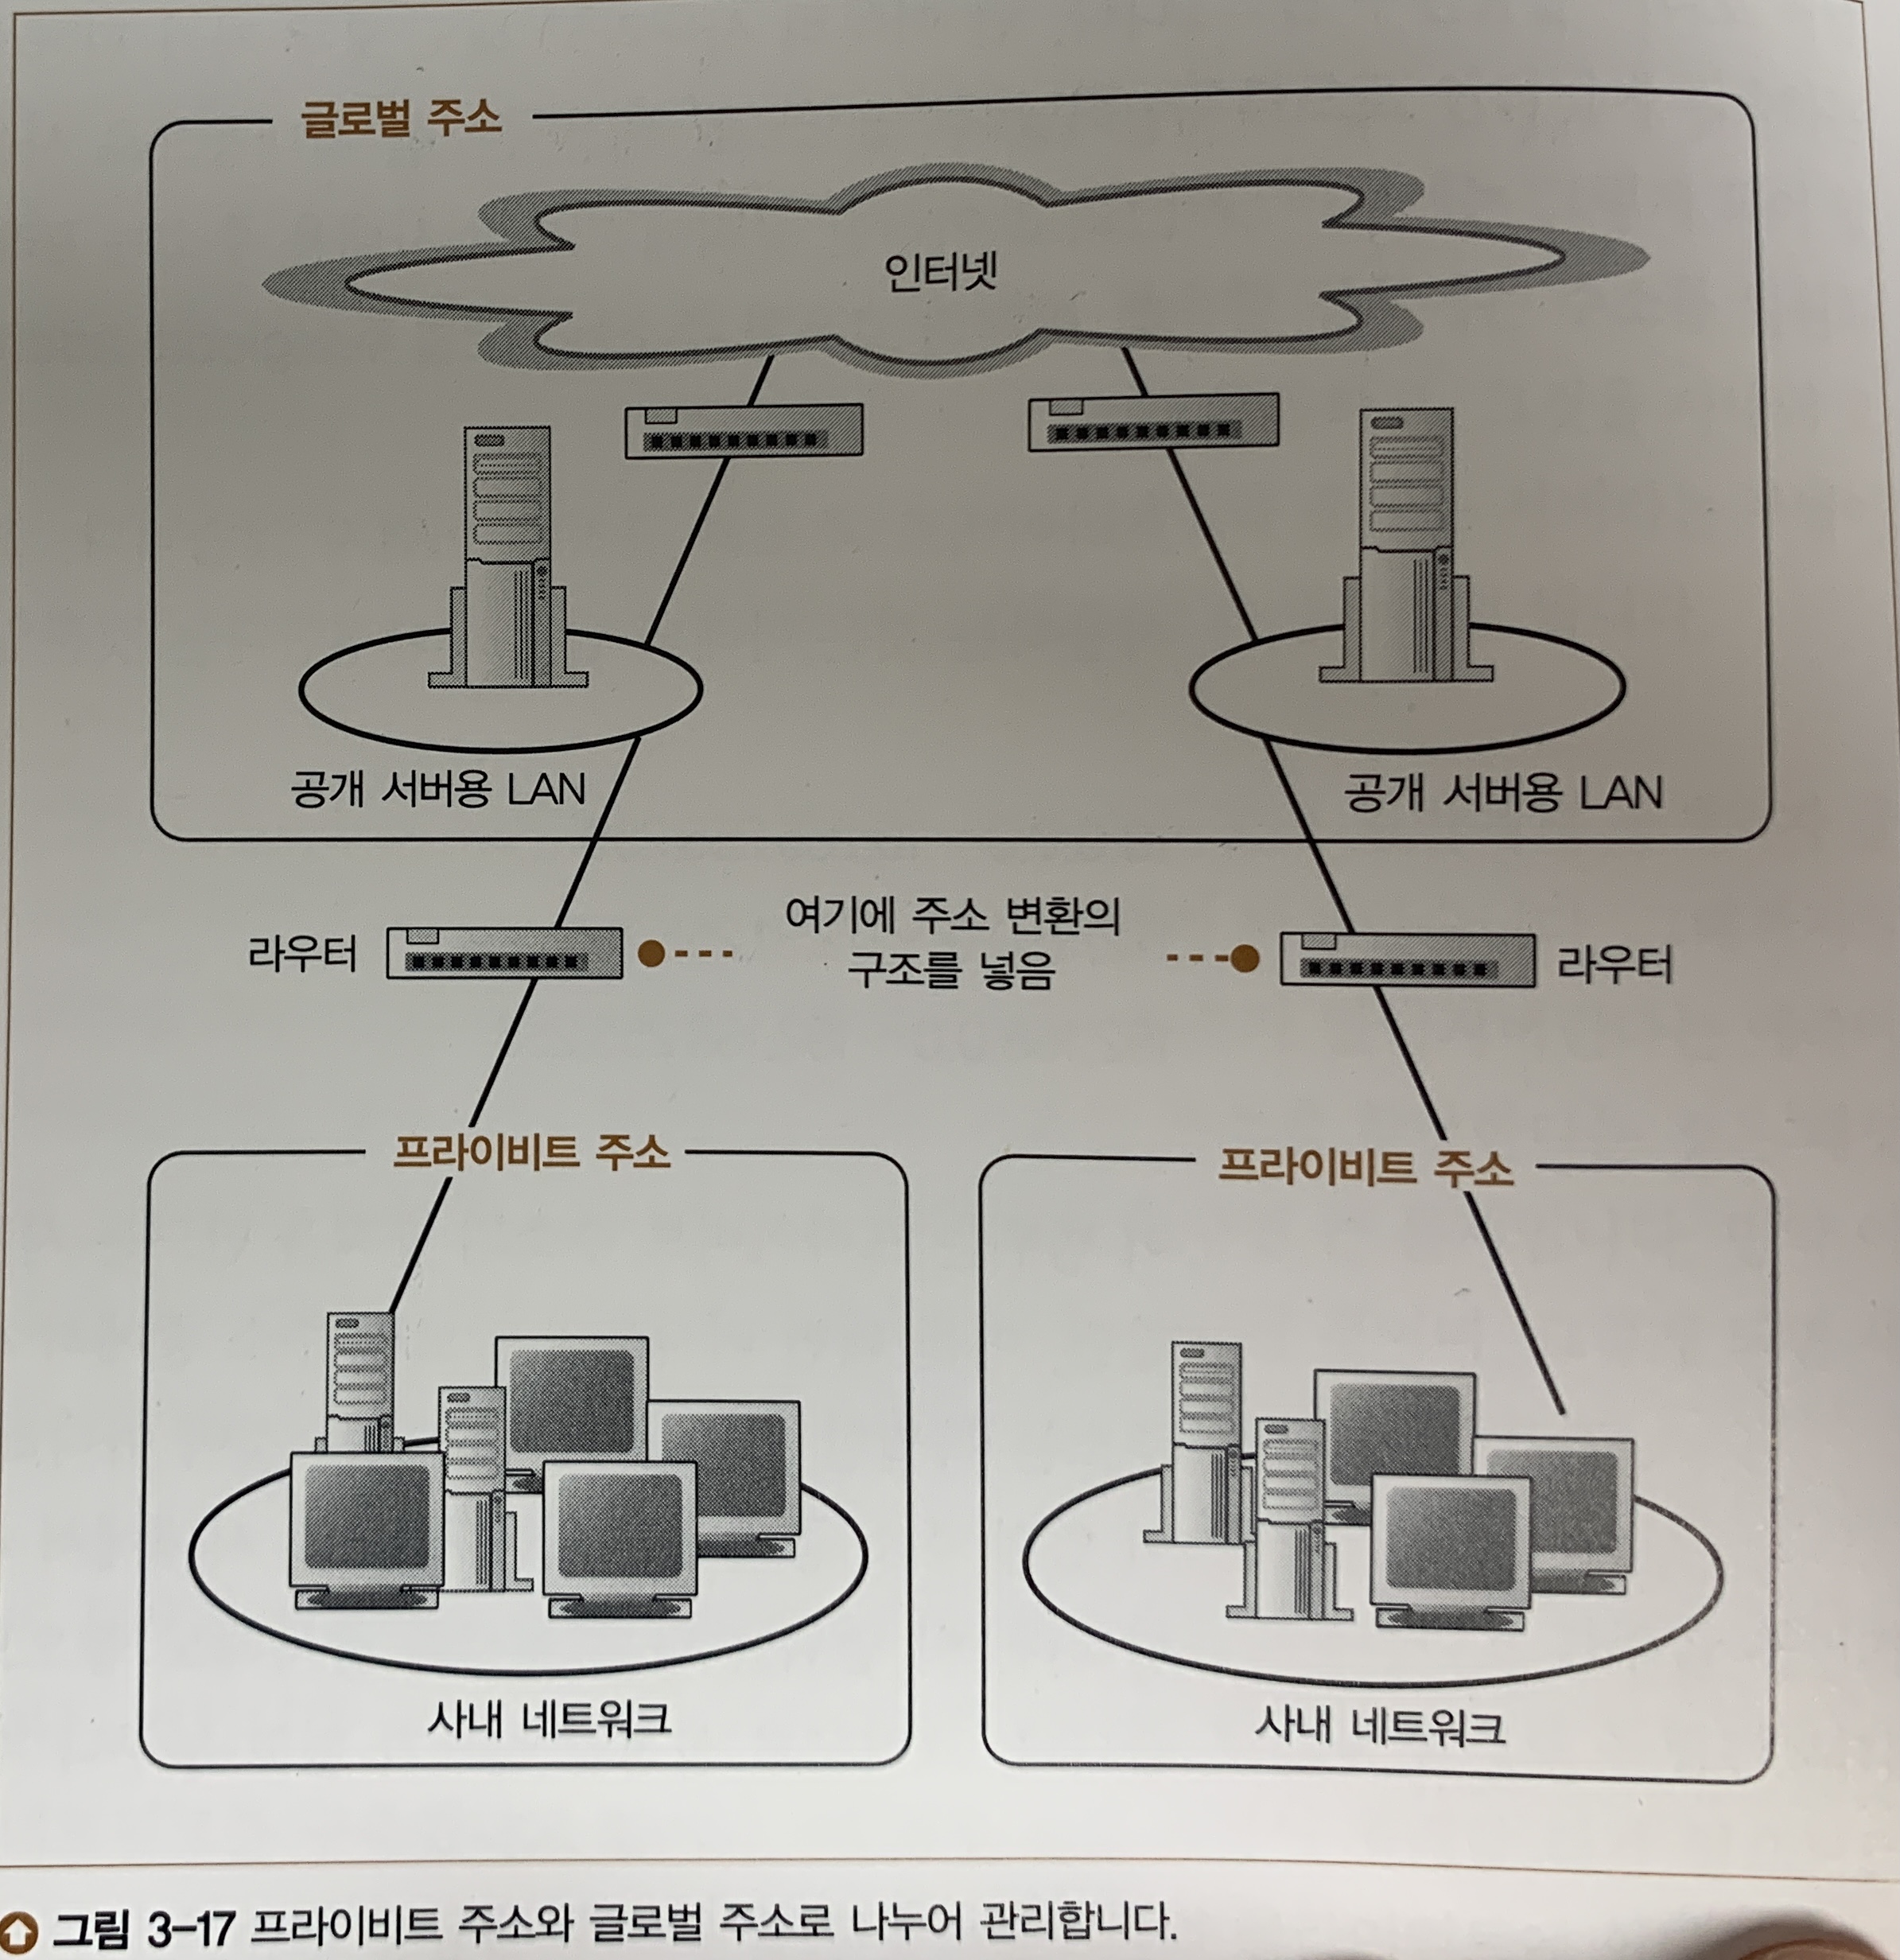 글로벌 주소
인터넷
공개 서버용 LAN
공개 서버용 LAN
라우터
여기에 주소 변환의
구조를 넣음
라우터
프라이비트 주소
프라이비트 주소
사내 네트워크
사내 네트워크
그림 3-17 프라이비트 주소와 글로벌 주소로 나누어 관리합니다.